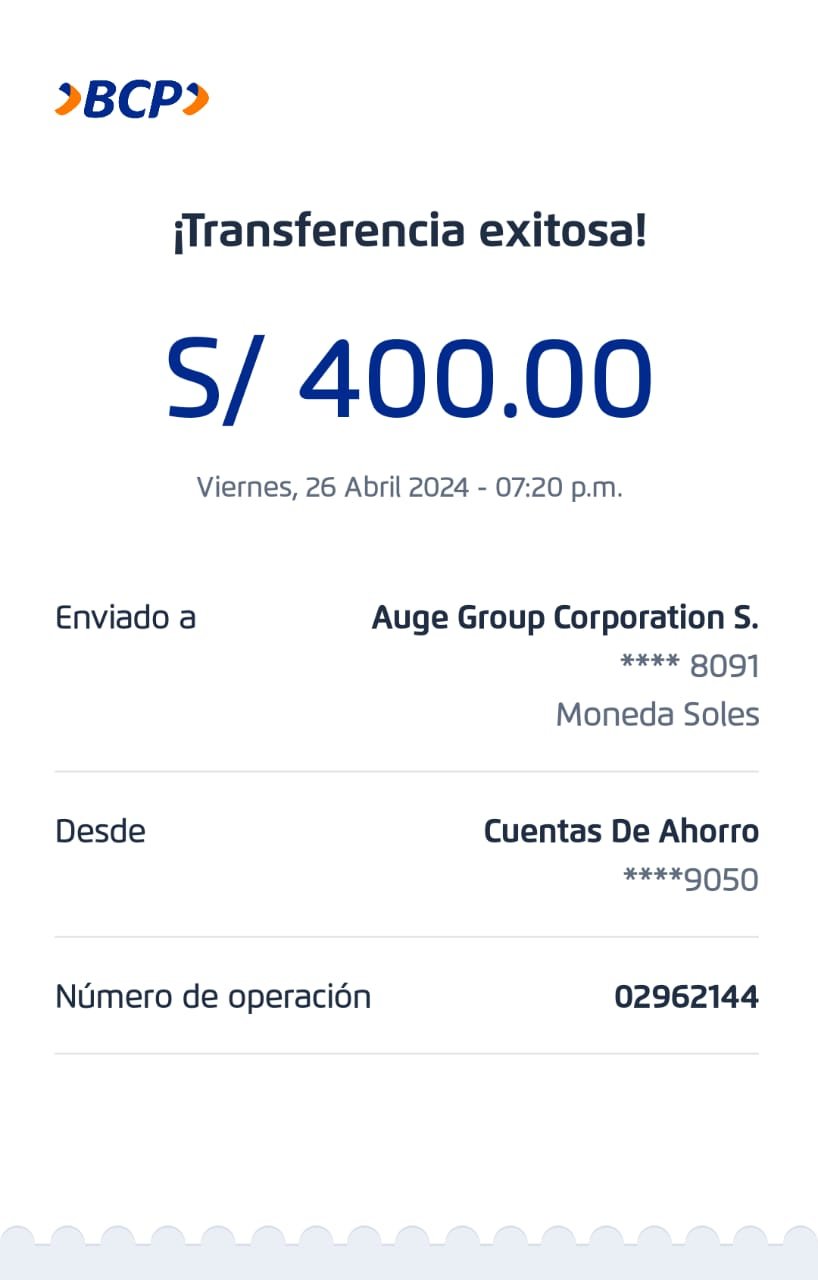 BCP
¡Transferencia exitosa!
S/ 400.00
Viernes, 26 Abril 2024 - 07:20 p.m.
Enviado a
Auge Group Corporation S.
**** 8091
Moneda Soles
Desde
Cuentas De Ahorro
****9050
Número de operación
02962144